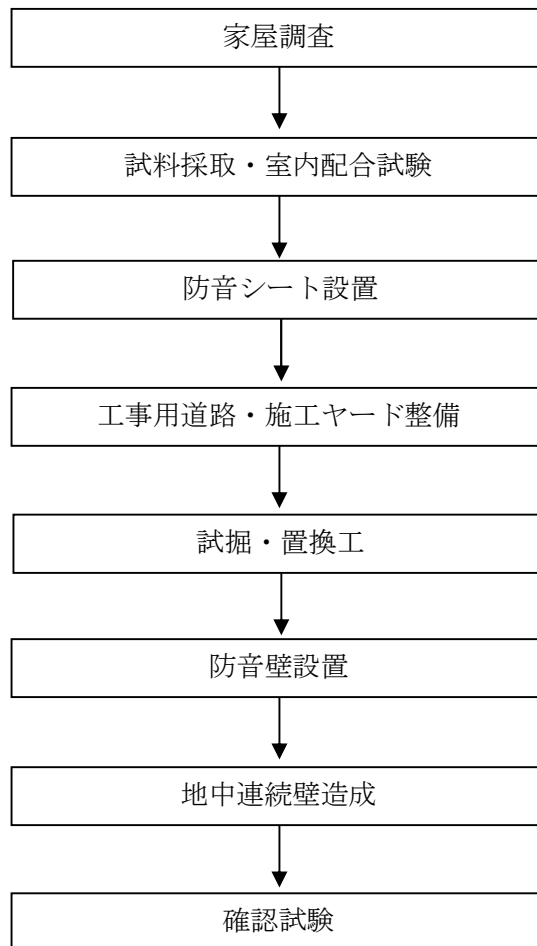 家屋調査
試料採取・室内配合試験
防音シート設置
工事用道路・施工ヤード整備
試掘・置換工
防音壁設置
地中連続壁造成
確認試験